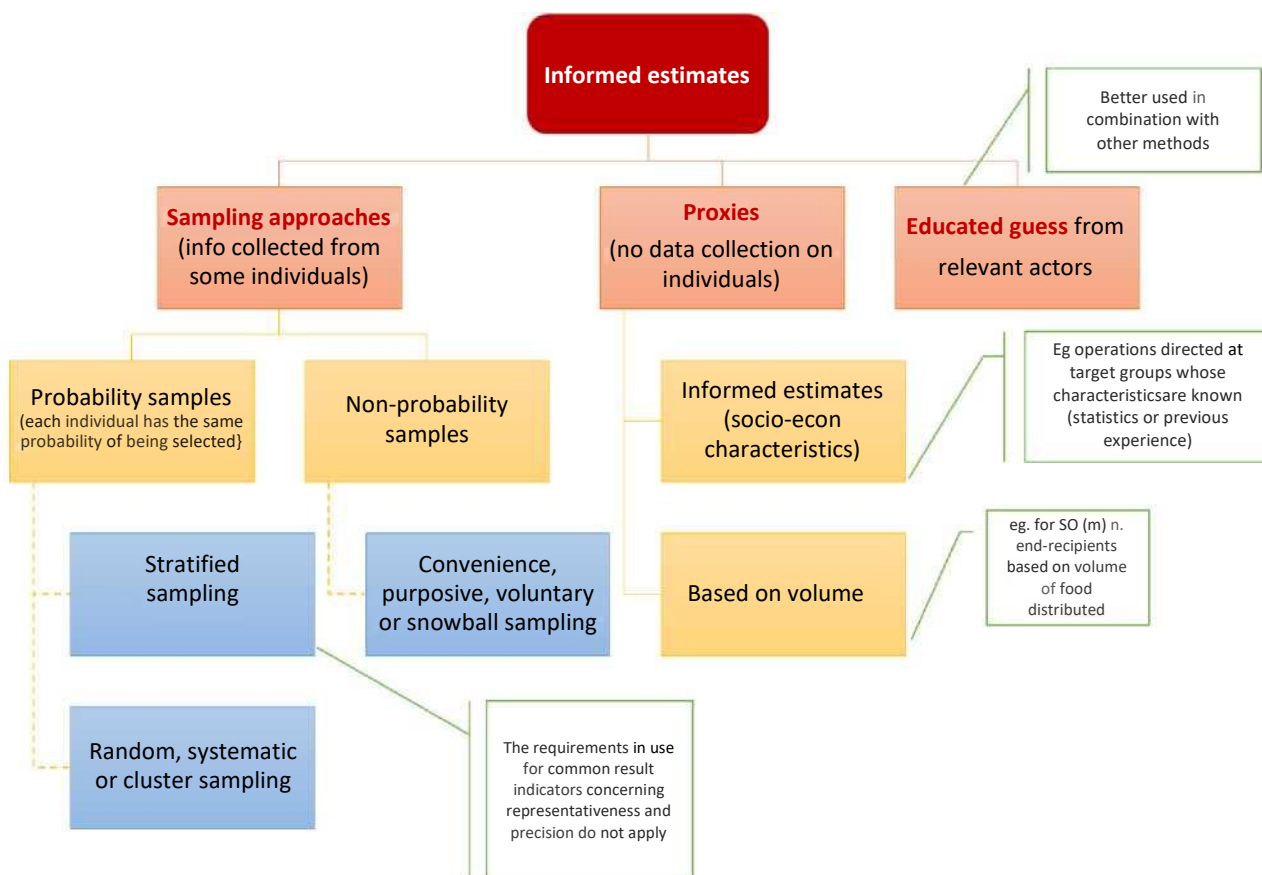 Informed estimates
Better used in
combination with
other methods
Sampling approaches
(info collected from
some individuals)
Proxies
(no data collection on
individuals)
Educated guess from
relevant actors
Probability samples
(each individual has the same
probability of being selected}
Non-probability
samples
Informed estimates
(socio-econ
characteristics)
Eg operations directed at
target groups whose
characteristicsare known
(statistics or previous
experience)
Stratified
sampling
Convenience,
purposive, voluntary
or snowball sampling
Based on volume
eg. for SO (m) n.
end-recipients
based on volume
of food
distributed
Random, systematic
or cluster sampling
The requirements in use
for common result
indicators concerning
representativeness and
precision do not apply